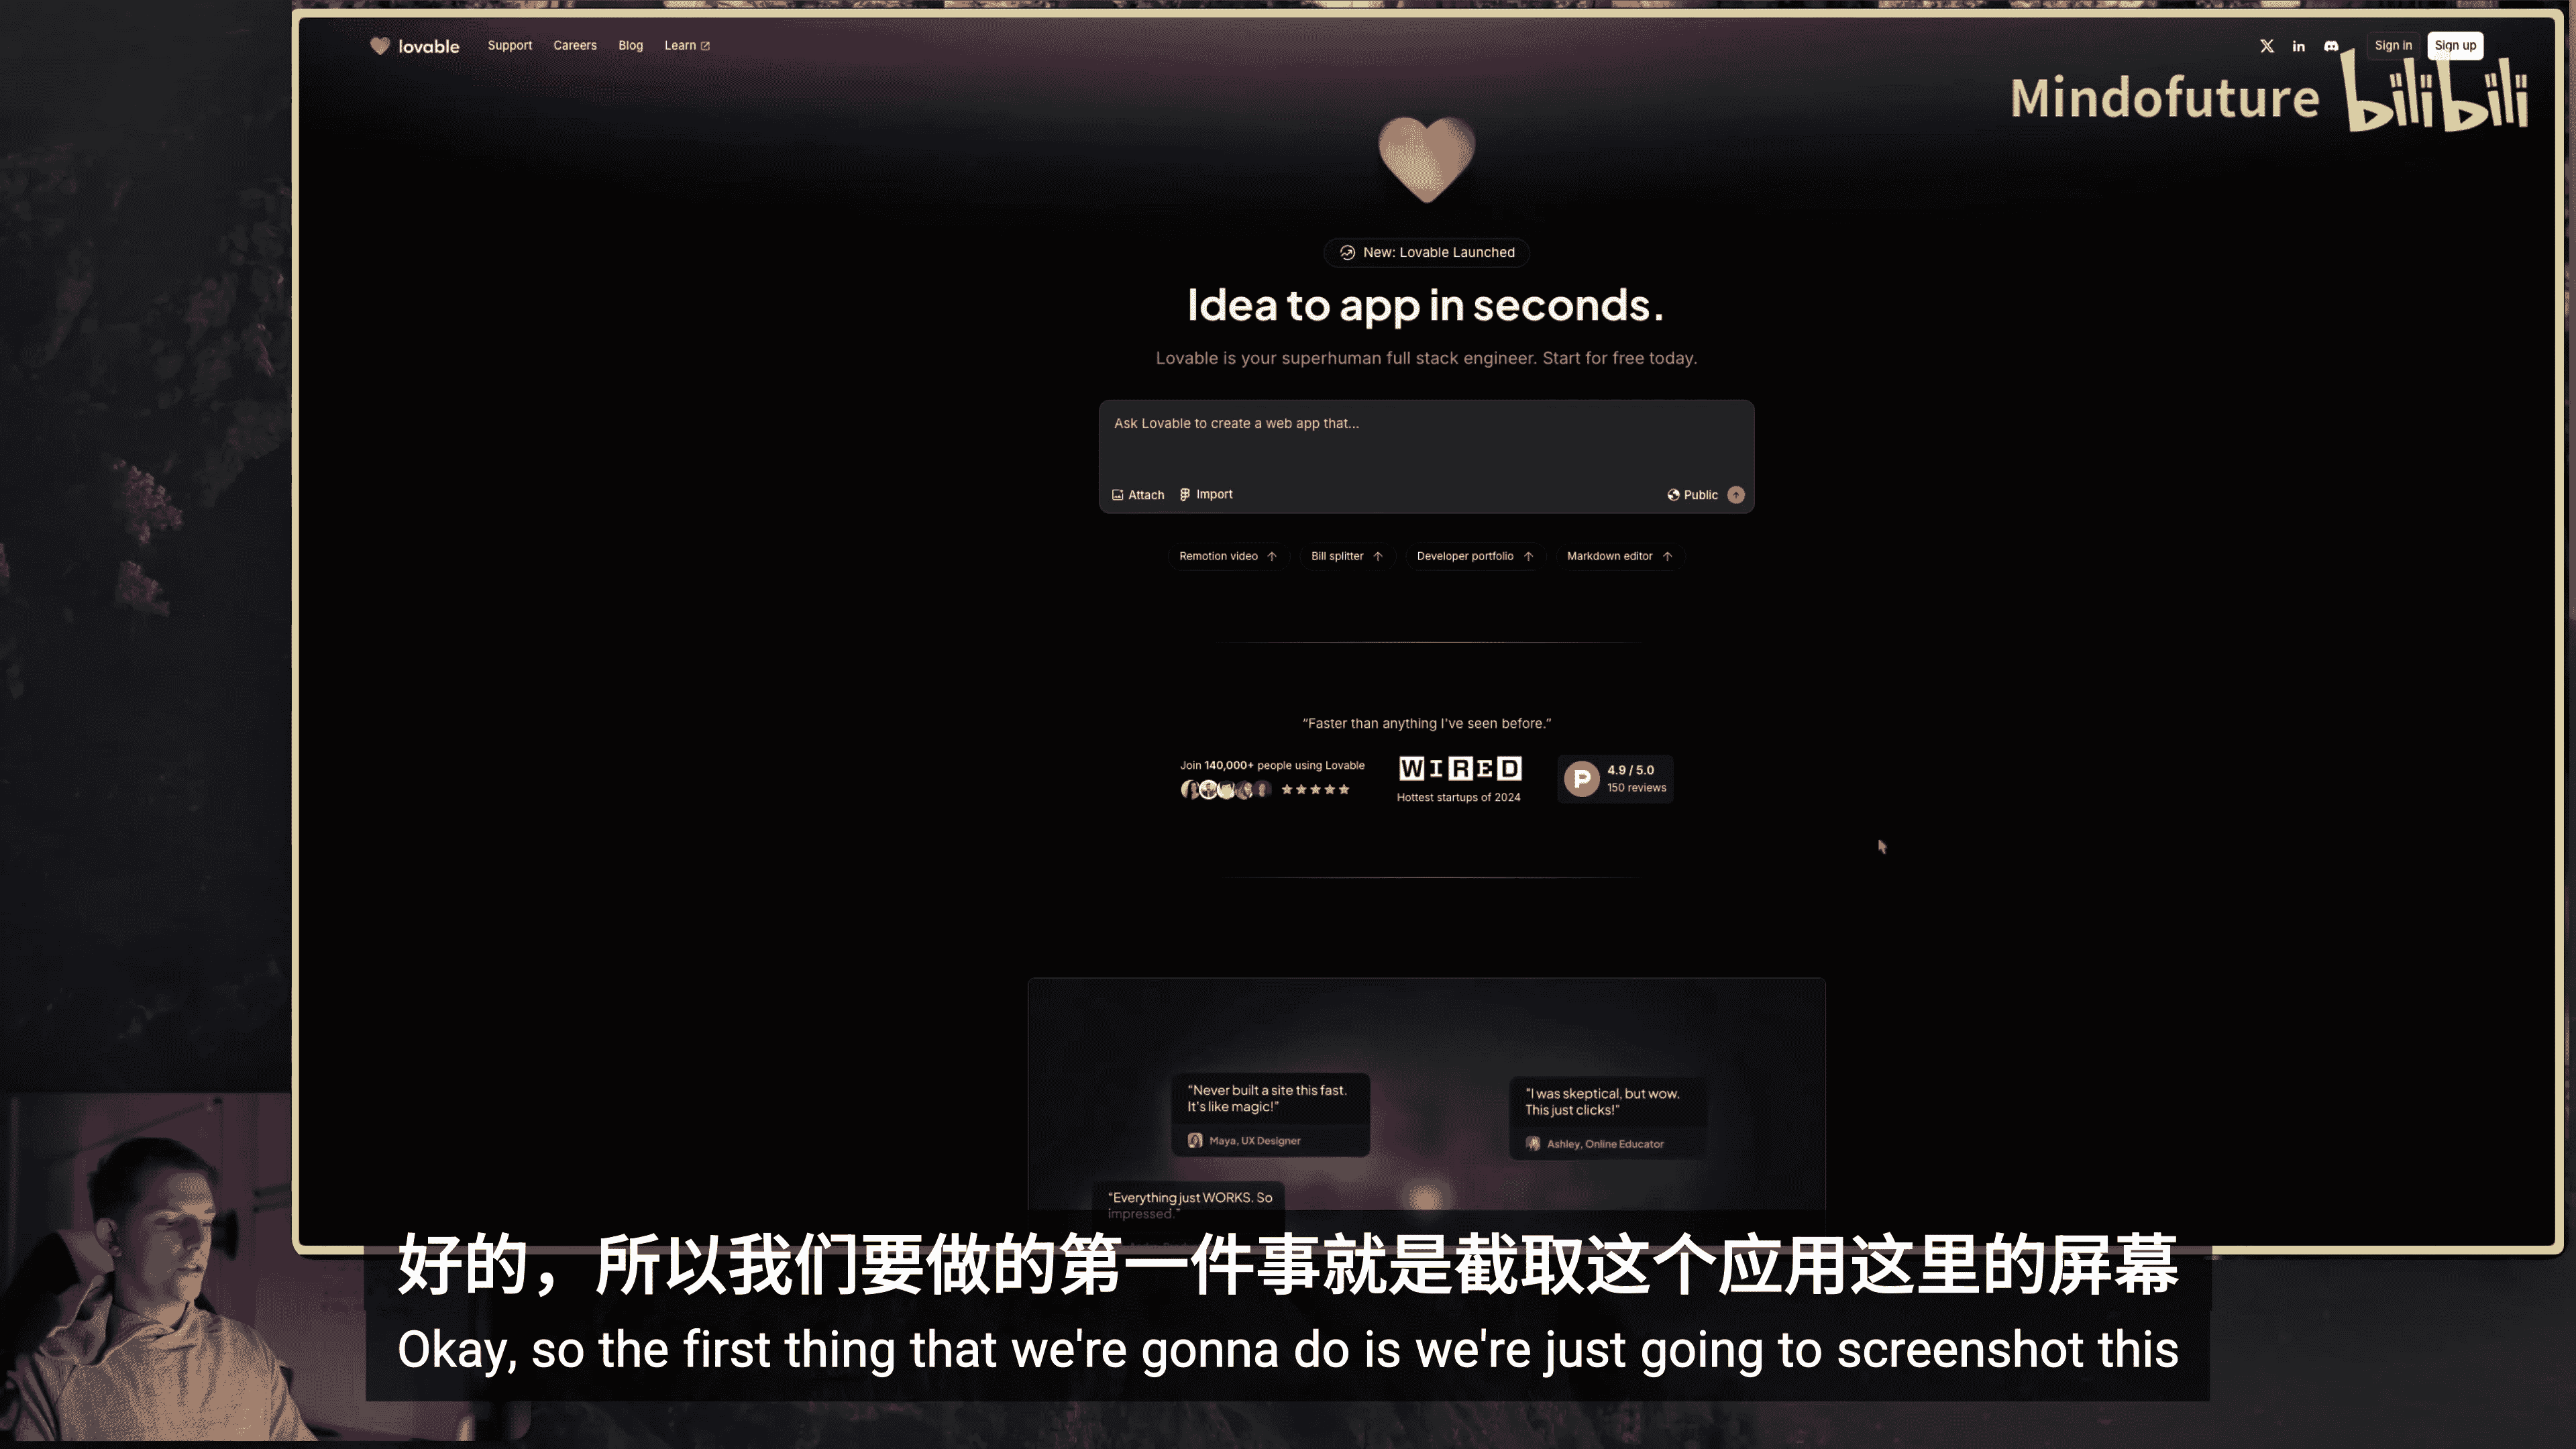 lovable Support Careers Blog Learn Sign in Sign up
Mindofuture bilibili
New: Lovable Launched
Idea to app in seconds.
Lovable is your superhuman full stack engineer. Start for free today.
Ask Lovable to create a web app that...
Attach Import Public
Remotion video Bill splitter Developer portfolio Markdown editor
“Faster than anything I've seen before.”
Join 140,000+ people using Lovable
WIRED
Hottest startups of 2024
P
4.9 / 5.0
150 reviews
“Never built a site this fast.
It's like magic!”
Maya, UX Designer
“I was skeptical, but wow.
This just clicks!”
Ashley, Online Educator
“Everything just WORKS. So
impressed.”
好的，所以我们要做的第一件事就是截取这个应用这里的屏幕
Okay, so the first thing that we're gonna do is we're just going to screenshot this